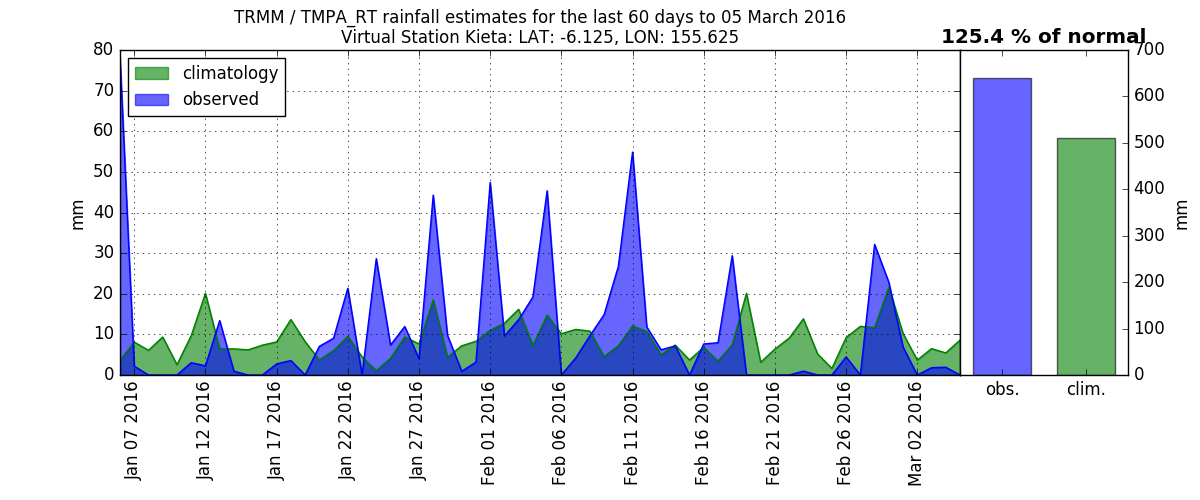 TRMM / TMPA_RT rainfall estimates for the last 60 days to 05 March 2016
Virtual Station Kieta: LAT: -6.125, LON: 155.625
125.4 % of normal
climatology
observed
80
70
60
50
40
30
20
10
0
mm
Jan 07 2016
Jan 12 2016
Jan 17 2016
Jan 22 2016
Jan 27 2016
Feb 01 2016
Feb 06 2016
Feb 11 2016
Feb 16 2016
Feb 21 2016
Feb 26 2016
Mar 02 2016
obs.
clim.
700
600
500
400
300
200
100
0
mm